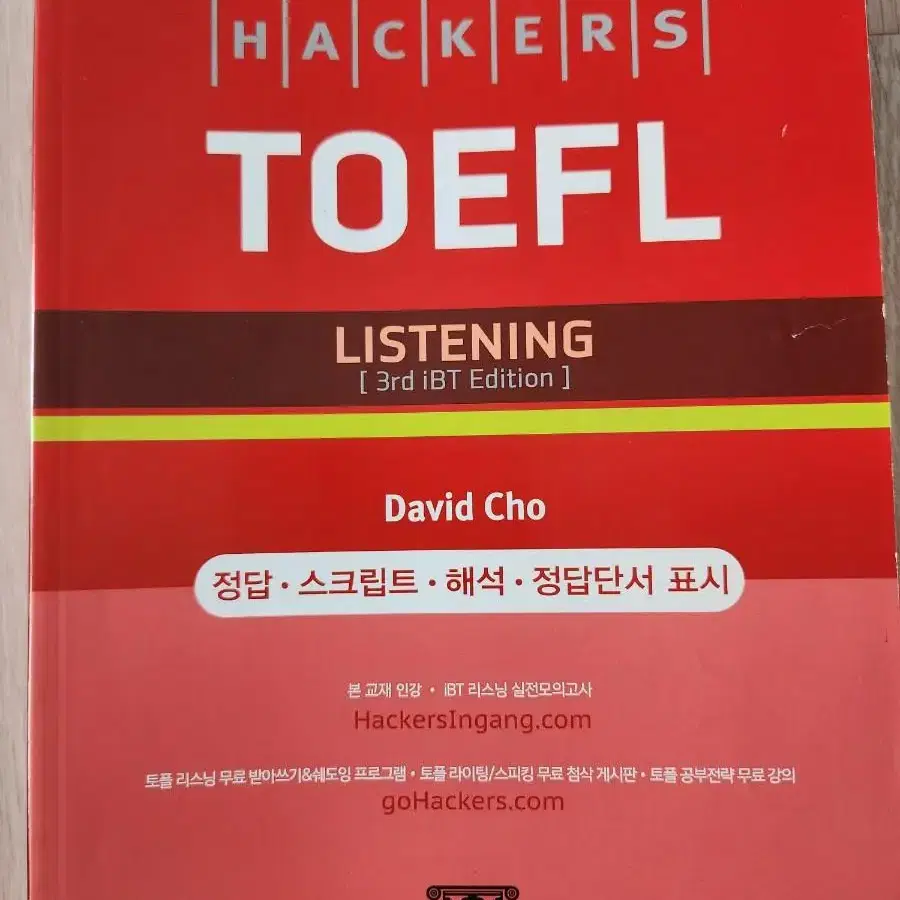 HACKERS
TOEFL
LISTENING
[ 3rd iBT Edition ]
David Cho
정답 · 스크립트 · 해석 · 정답단서 표시
본 교재 인강 · iBT 리스닝 실전모의고사
HackersIngang.com
토플 리스닝 무료 받아쓰기&쉐도잉 프로그램 · 토플 라이팅/스피킹 무료 첨삭 게시판 · 토플 공부전략 무료 강의
goHackers.com